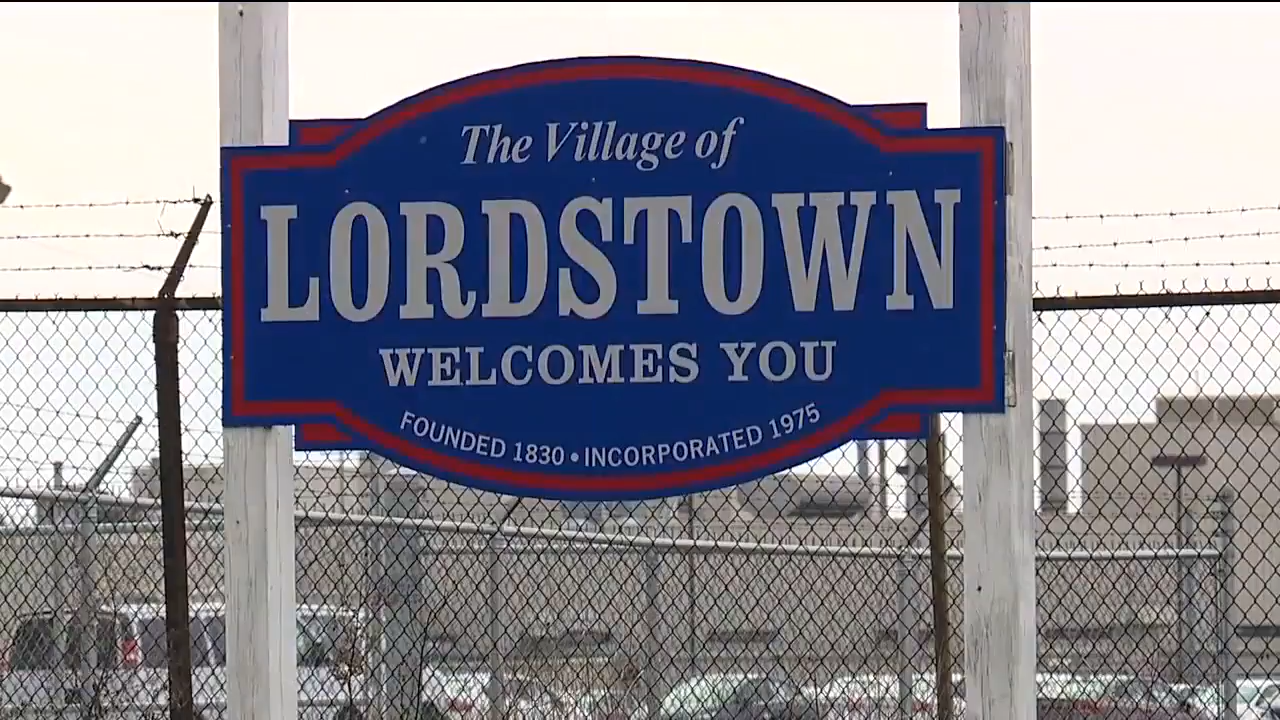 The Village of
LORDSTOWN
WELCOMES YOU
FOUNDED 1830 • INCORPORATED 1975